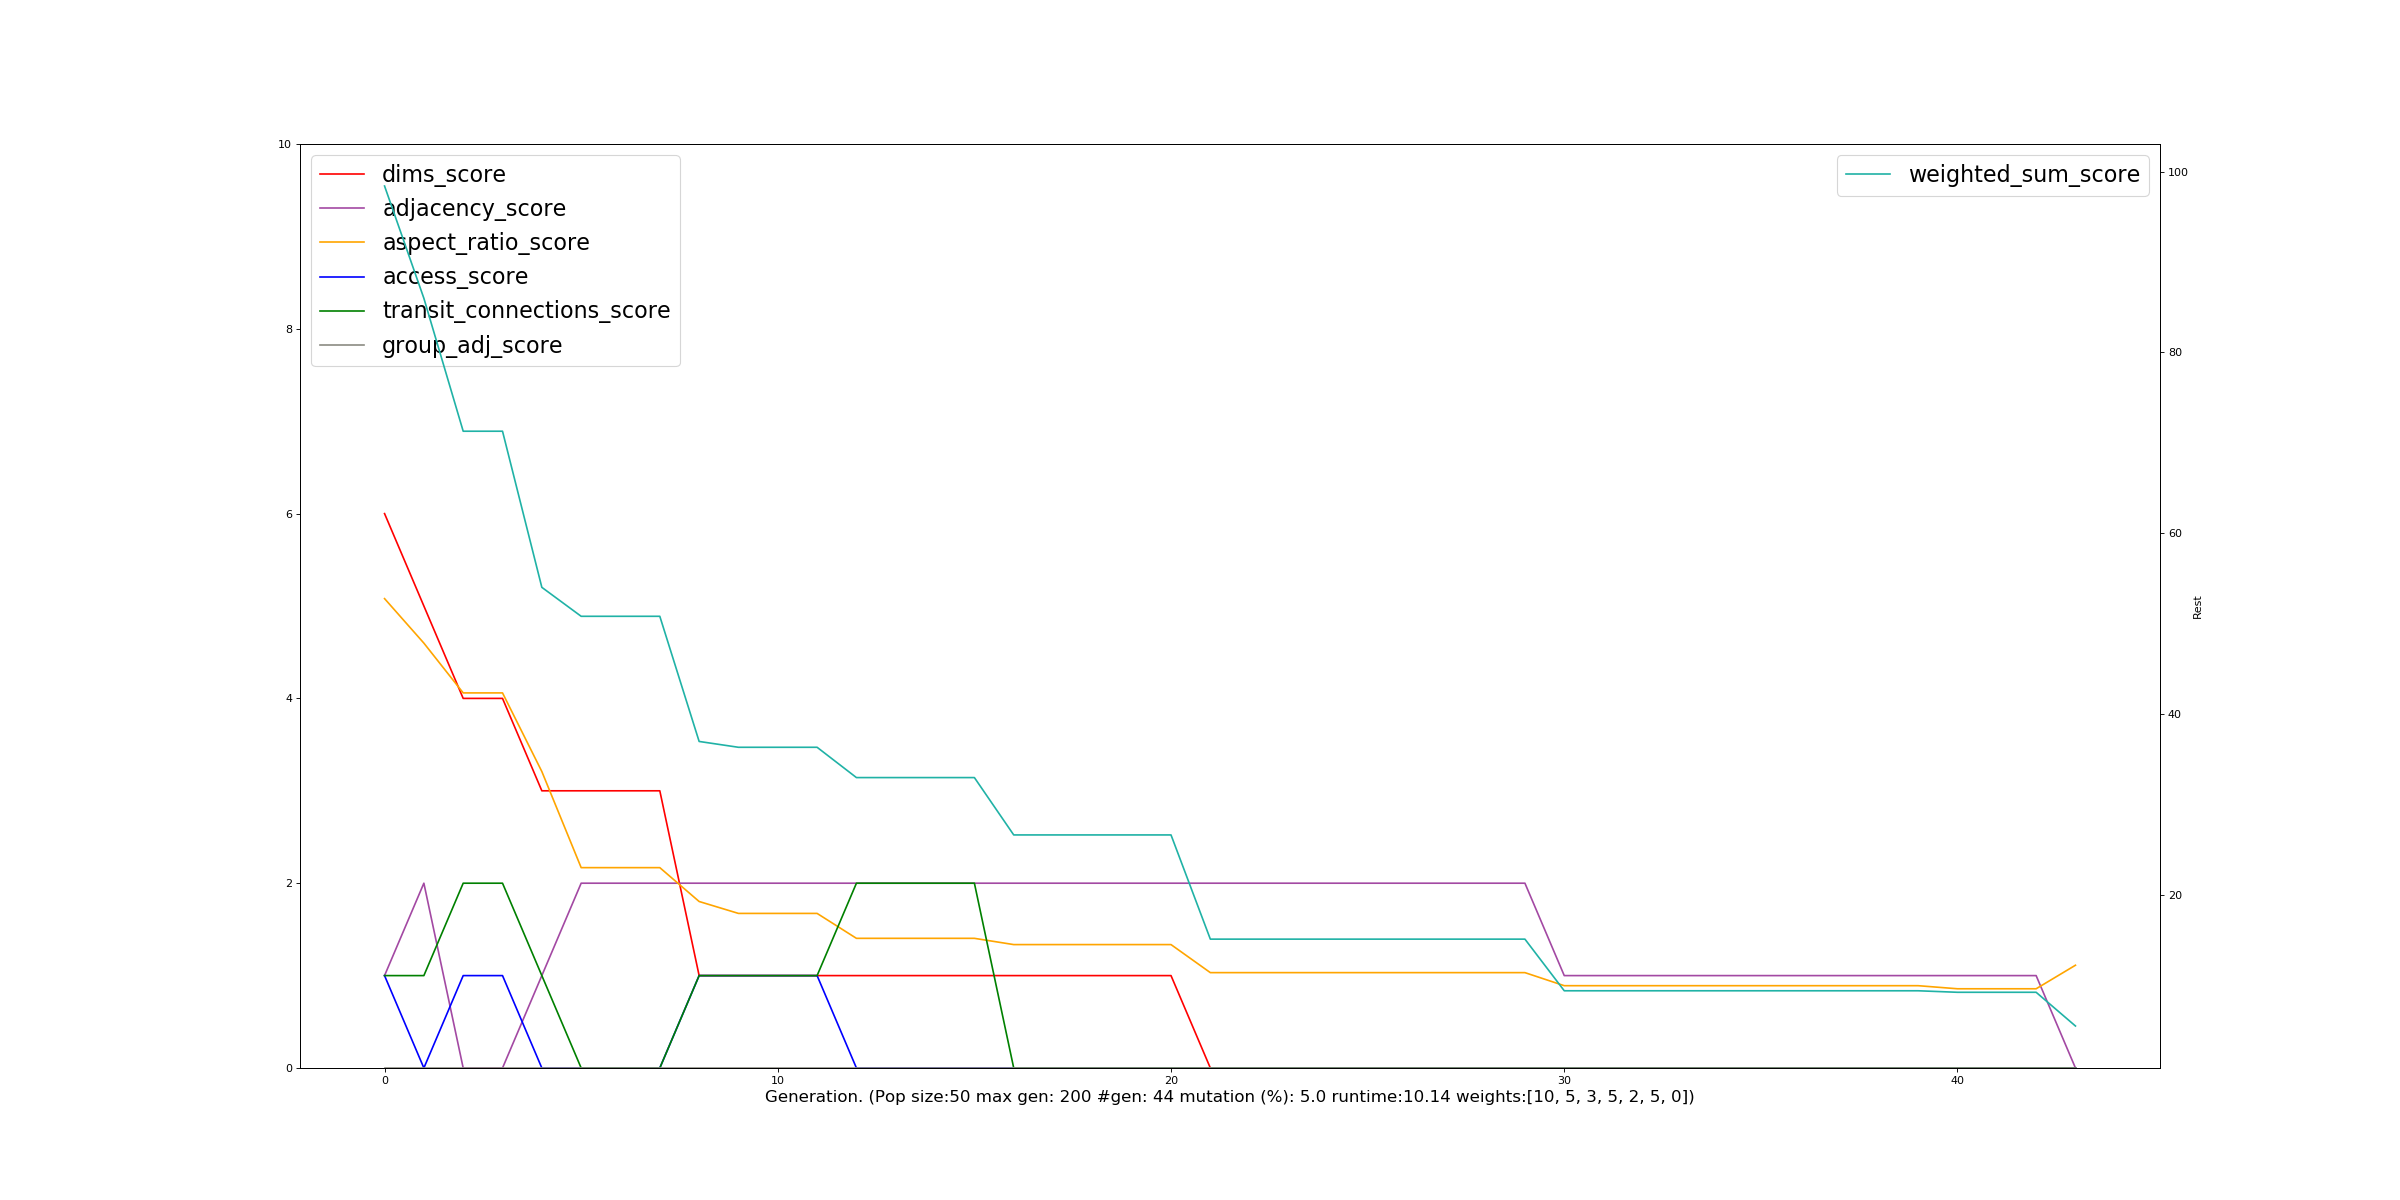 dims_score
adjacency_score
aspect_ratio_score
access_score
transit_connections_score
group_adj_score
weighted_sum_score
10
8
6
4
2
0
100
80
60
40
20
Rest
0 10 20 30 40
Generation. (Pop size:50 max gen: 200 #gen: 44 mutation (%): 5.0 runtime:10.14 weights:[10, 5, 3, 5, 2, 5, 0])